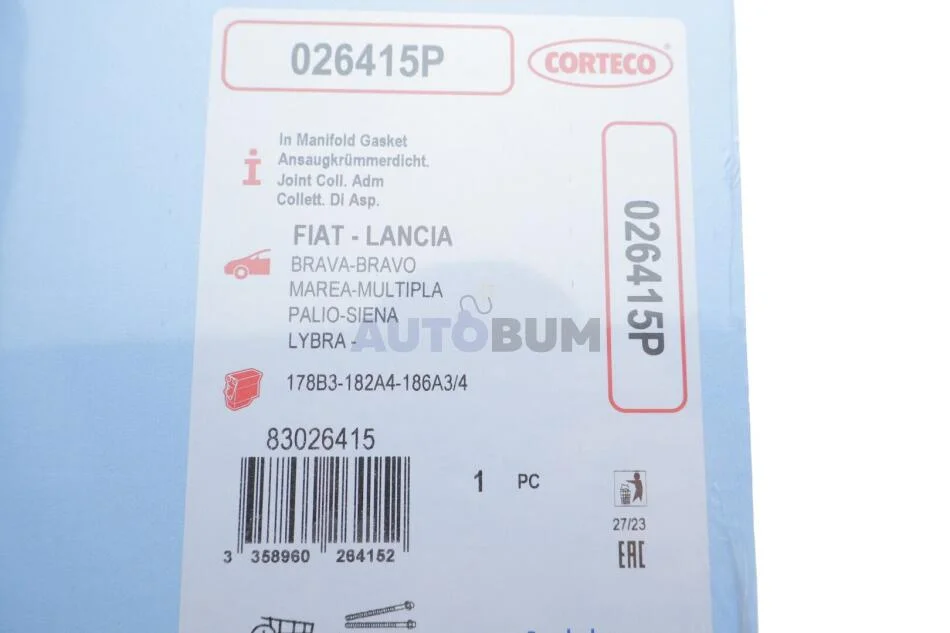 026415P
CORTECO®
In Manifold Gasket
Ansaugkrümmerdicht.
Joint Coll. Adm
Collett. Di Asp.
FIAT - LANCIA
BRAVA-BRAVO
MAREA-MULTIPLA
PALIO-SIENA
LYBRA -
AUTOBUM
178B3-182A4-186A3/4
026415P
83026415
1 PC
3 358960 264152
27/23
EAC